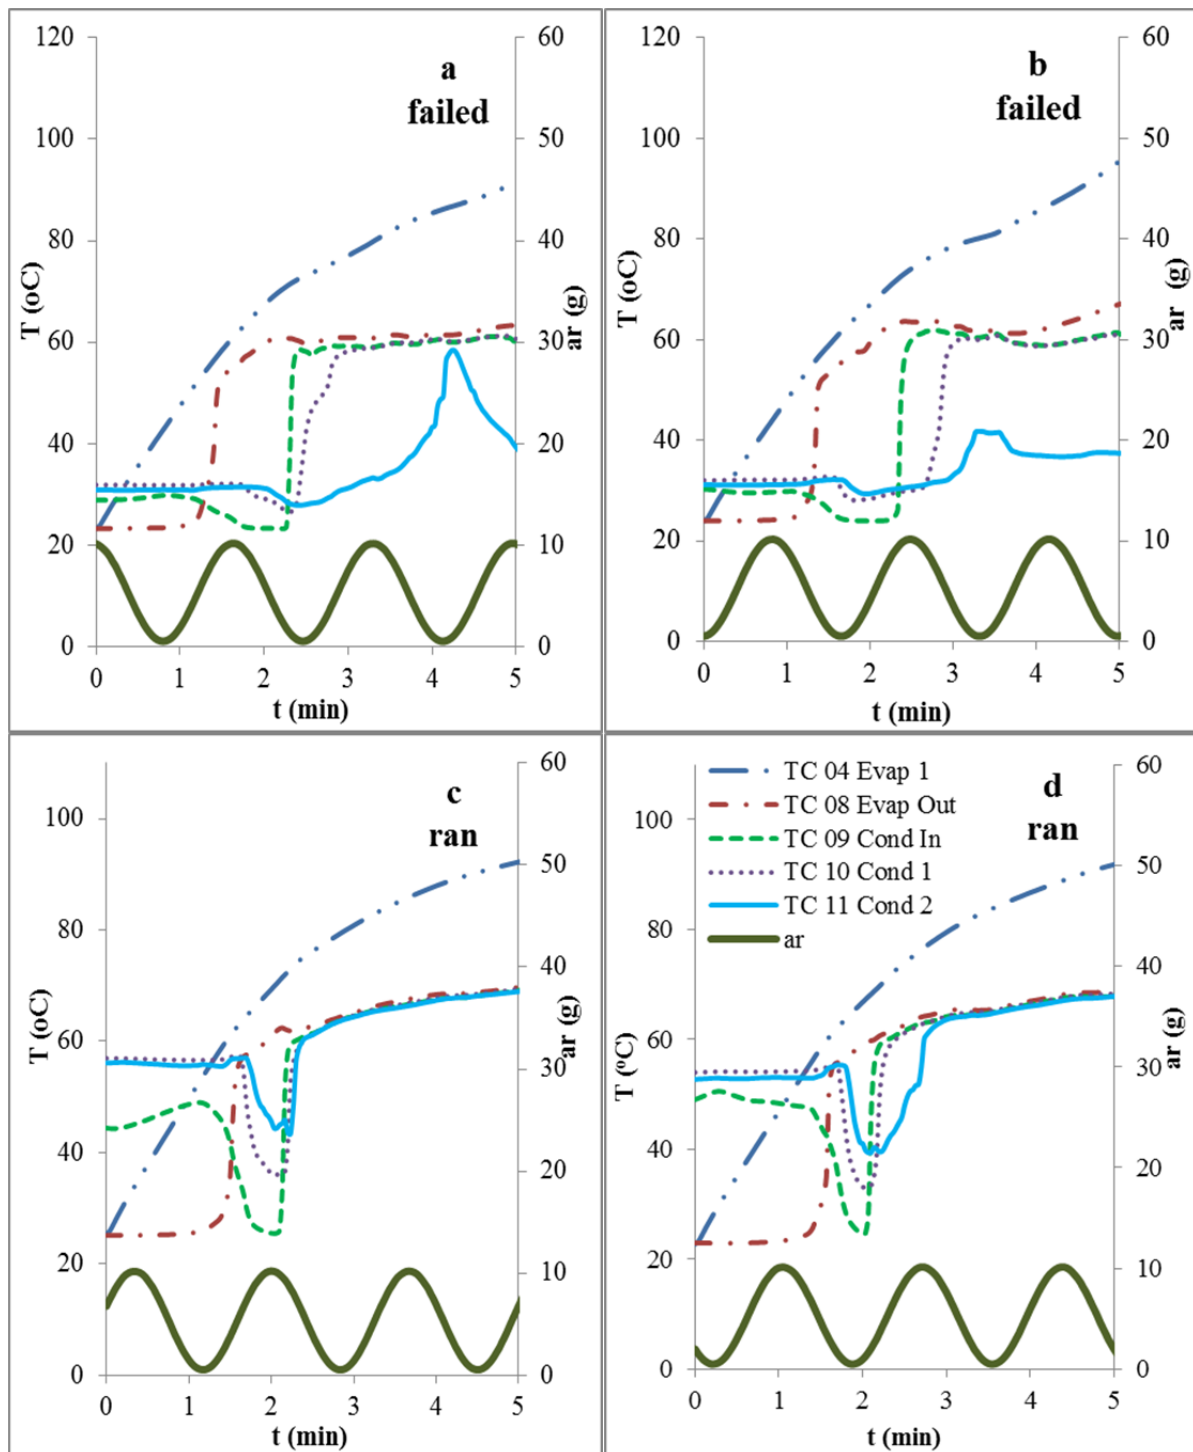 a
failed
120
100
80
60
40
20
0
T (oC)
60
50
40
30
20
10
0
ar (g)
0 1 2 3 4 5
t (min)
b
failed
120
100
80
60
40
20
0
T (oC)
60
50
40
30
20
10
0
ar (g)
0 1 2 3 4 5
t (min)
c
ran
100
80
60
40
20
0
T (oC)
60
50
40
30
20
10
0
ar (g)
0 1 2 3 4 5
t (min)
d
ran
TC 04 Evap 1
TC 08 Evap Out
TC 09 Cond In
TC 10 Cond 1
TC 11 Cond 2
ar
100
80
60
40
20
0
T (°C)
60
50
40
30
20
10
0
ar (g)
0 1 2 3 4 5
t (min)